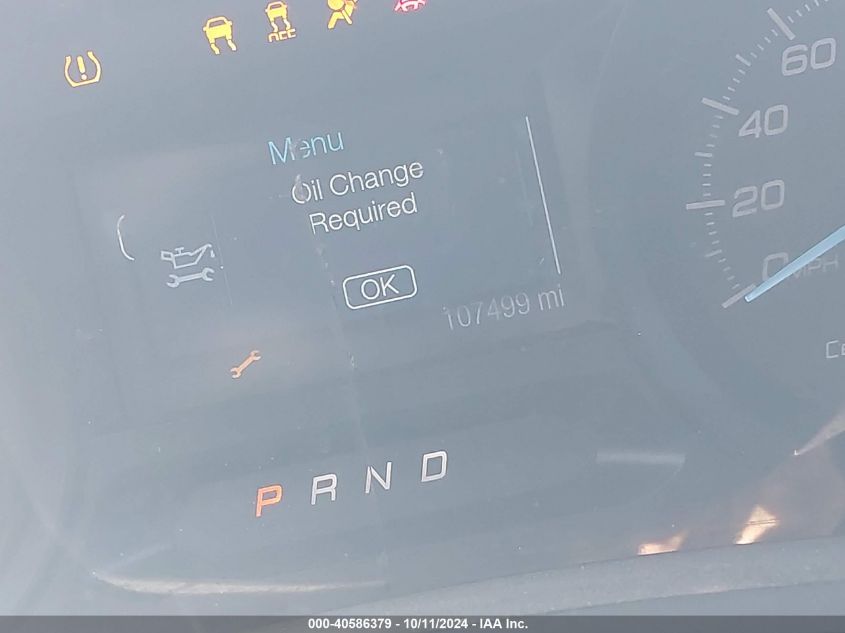 OFF
60
Menu
40
Oil Change
Required
20
OK
0 MPH
107499 mi
P R N D
000-40586379 - 10/11/2024 - IAA Inc.